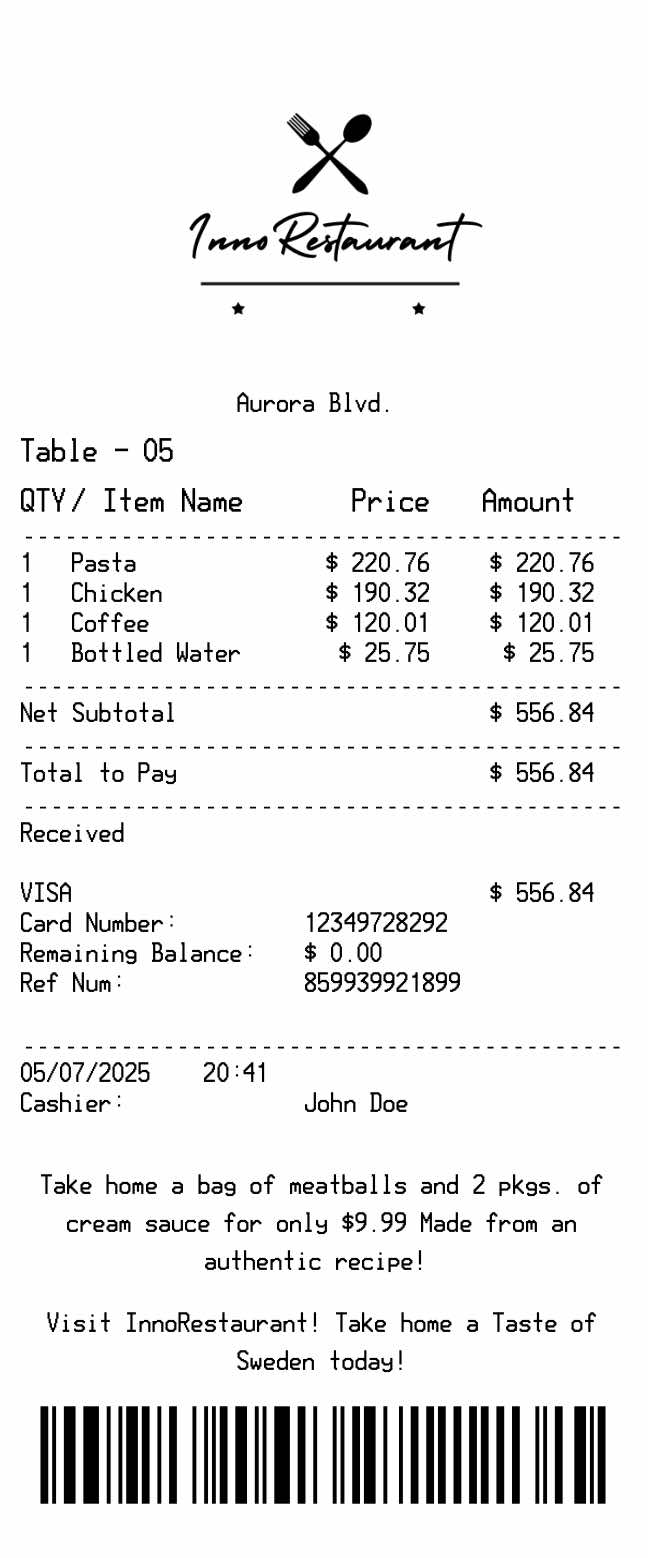 Inno Restaurant
Aurora Blvd.
Table - 05
QTY/ Item Name Price Amount
1 Pasta $ 220.76 $ 220.76
1 Chicken $ 190.32 $ 190.32
1 Coffee $ 120.01 $ 120.01
1 Bottled Water $ 25.75 $ 25.75
Net Subtotal $ 556.84
Total to Pay $ 556.84
Received
VISA $ 556.84
Card Number: 12349728292
Remaining Balance: $ 0.00
Ref Num: 859939921899
05/07/2025 20:41
Cashier: John Doe
Take home a bag of meatballs and 2 pkgs. of
cream sauce for only $9.99 Made from an
authentic recipe!
Visit InnoRestaurant! Take home a Taste of
Sweden today!